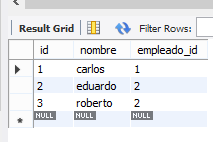 Result Grid Filter Rows:
id nombre empleado_id
1 carlos 1
2 eduardo 2
3 roberto 2
NULL NULL NULL